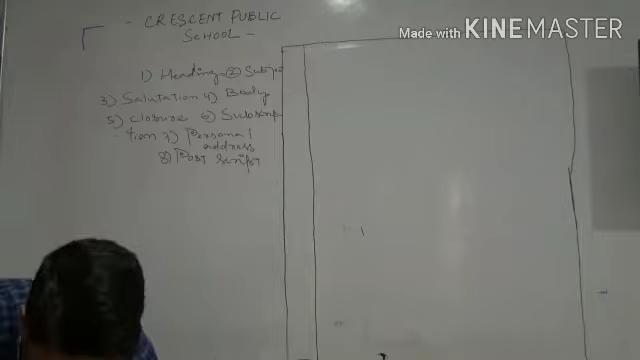 - CRESCENT PUBLIC
SCHOOL -
Made with KINEMASTER
1) Heading 2) Subje
3) Salutation 4) Body
5) Closure 6) Subscrip
tion 7) Personal
address
8) Post Script